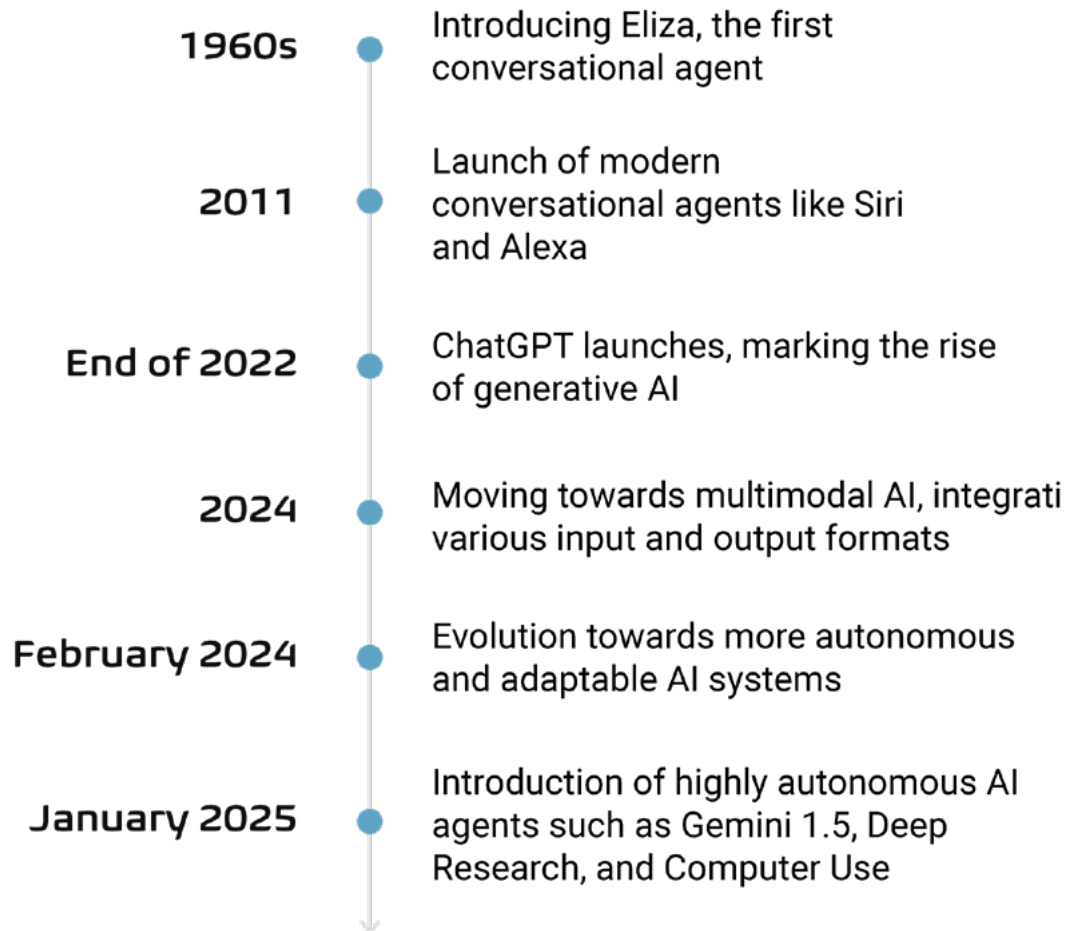 1960s
Introducing Eliza, the first
conversational agent
2011
Launch of modern
conversational agents like Siri
and Alexa
End of 2022
ChatGPT launches, marking the rise
of generative AI
2024
Moving towards multimodal AI, integrati
various input and output formats
February 2024
Evolution towards more autonomous
and adaptable AI systems
January 2025
Introduction of highly autonomous AI
agents such as Gemini 1.5, Deep
Research, and Computer Use